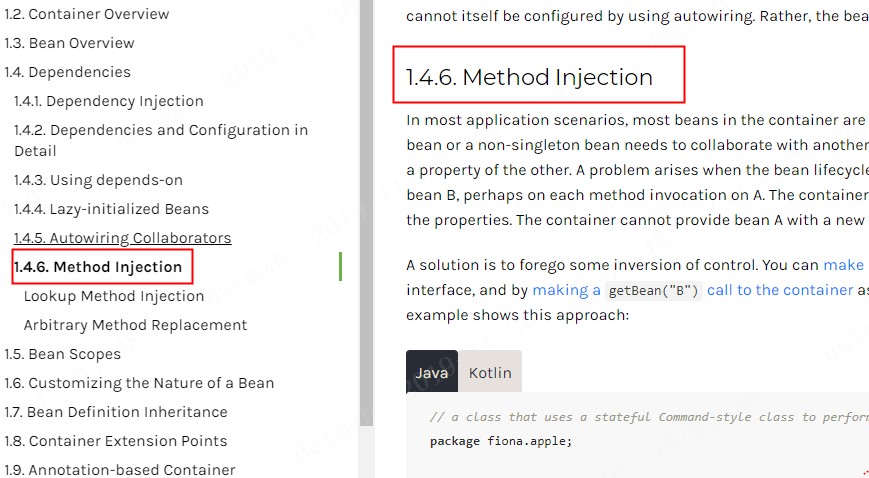 1.2. Container Overview
1.3. Bean Overview
1.4. Dependencies
1.4.1. Dependency Injection
1.4.2. Dependencies and Configuration in
Detail
1.4.3. Using depends-on
1.4.4. Lazy-initialized Beans
1.4.5. Autowiring Collaborators
1.4.6. Method Injection
Lookup Method Injection
Arbitrary Method Replacement
1.5. Bean Scopes
1.6. Customizing the Nature of a Bean
1.7. Bean Definition Inheritance
1.8. Container Extension Points
1.9. Annotation-based Container
cannot itself be configured by using autowiring. Rather, the bea
1.4.6. Method Injection
In most application scenarios, most beans in the container are
bean or a non-singleton bean needs to collaborate with another
a property of the other. A problem arises when the bean lifecycle
bean B, perhaps on each method invocation on A. The container
the properties. The container cannot provide bean A with a new
A solution is to forego some inversion of control. You can make
interface, and by making a getBean("B") call to the container as
example shows this approach:
Java Kotlin
// a class that uses a stateful Command-style class to perform
package fiona.apple;